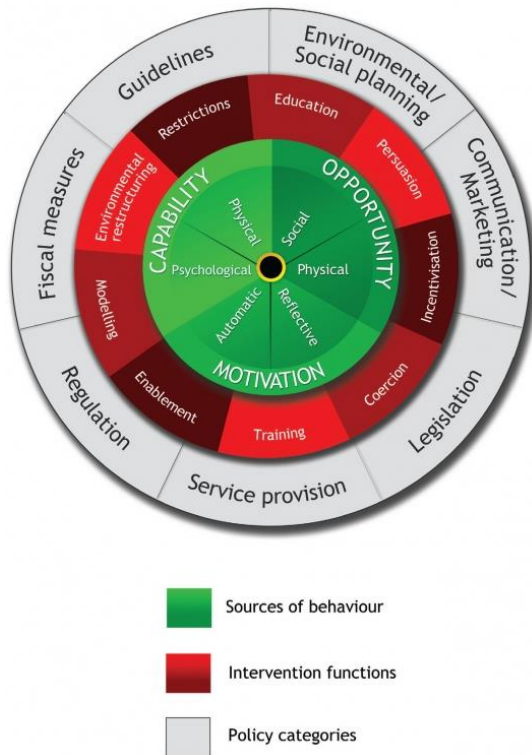 Guidelines
Environmental/
Social planning
Communication/
Marketing
Legislation
Service provision
Regulation
Fiscal measures
Restrictions
Education
Persuasion
Incentivisation
Coercion
Training
Enablement
Modelling
Environmental
restructuring
CAPABILITY
OPPORTUNITY
MOTIVATION
Physical
Social
Physical
Reflective
Automatic
Psychological
Sources of behaviour
Intervention functions
Policy categories